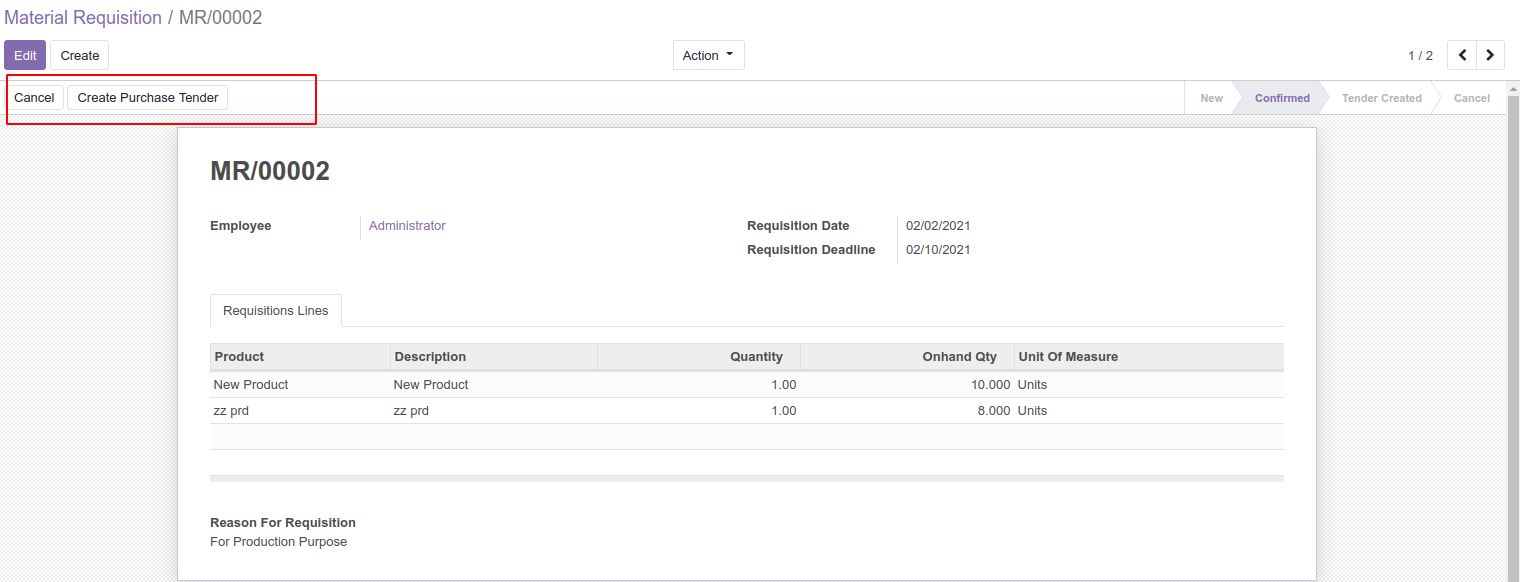 Material Requisition / MR/00002
Edit Create Action 1 / 2
Cancel Create Purchase Tender New Confirmed Tender Created Cancel
MR/00002
Employee Administrator Requisition Date 02/02/2021
Requisition Deadline 02/10/2021
Requisitions Lines
Product Description Quantity Onhand Qty Unit Of Measure
New Product New Product 1.00 10.000 Units
zz prd zz prd 1.00 8.000 Units
Reason For Requisition
For Production Purpose